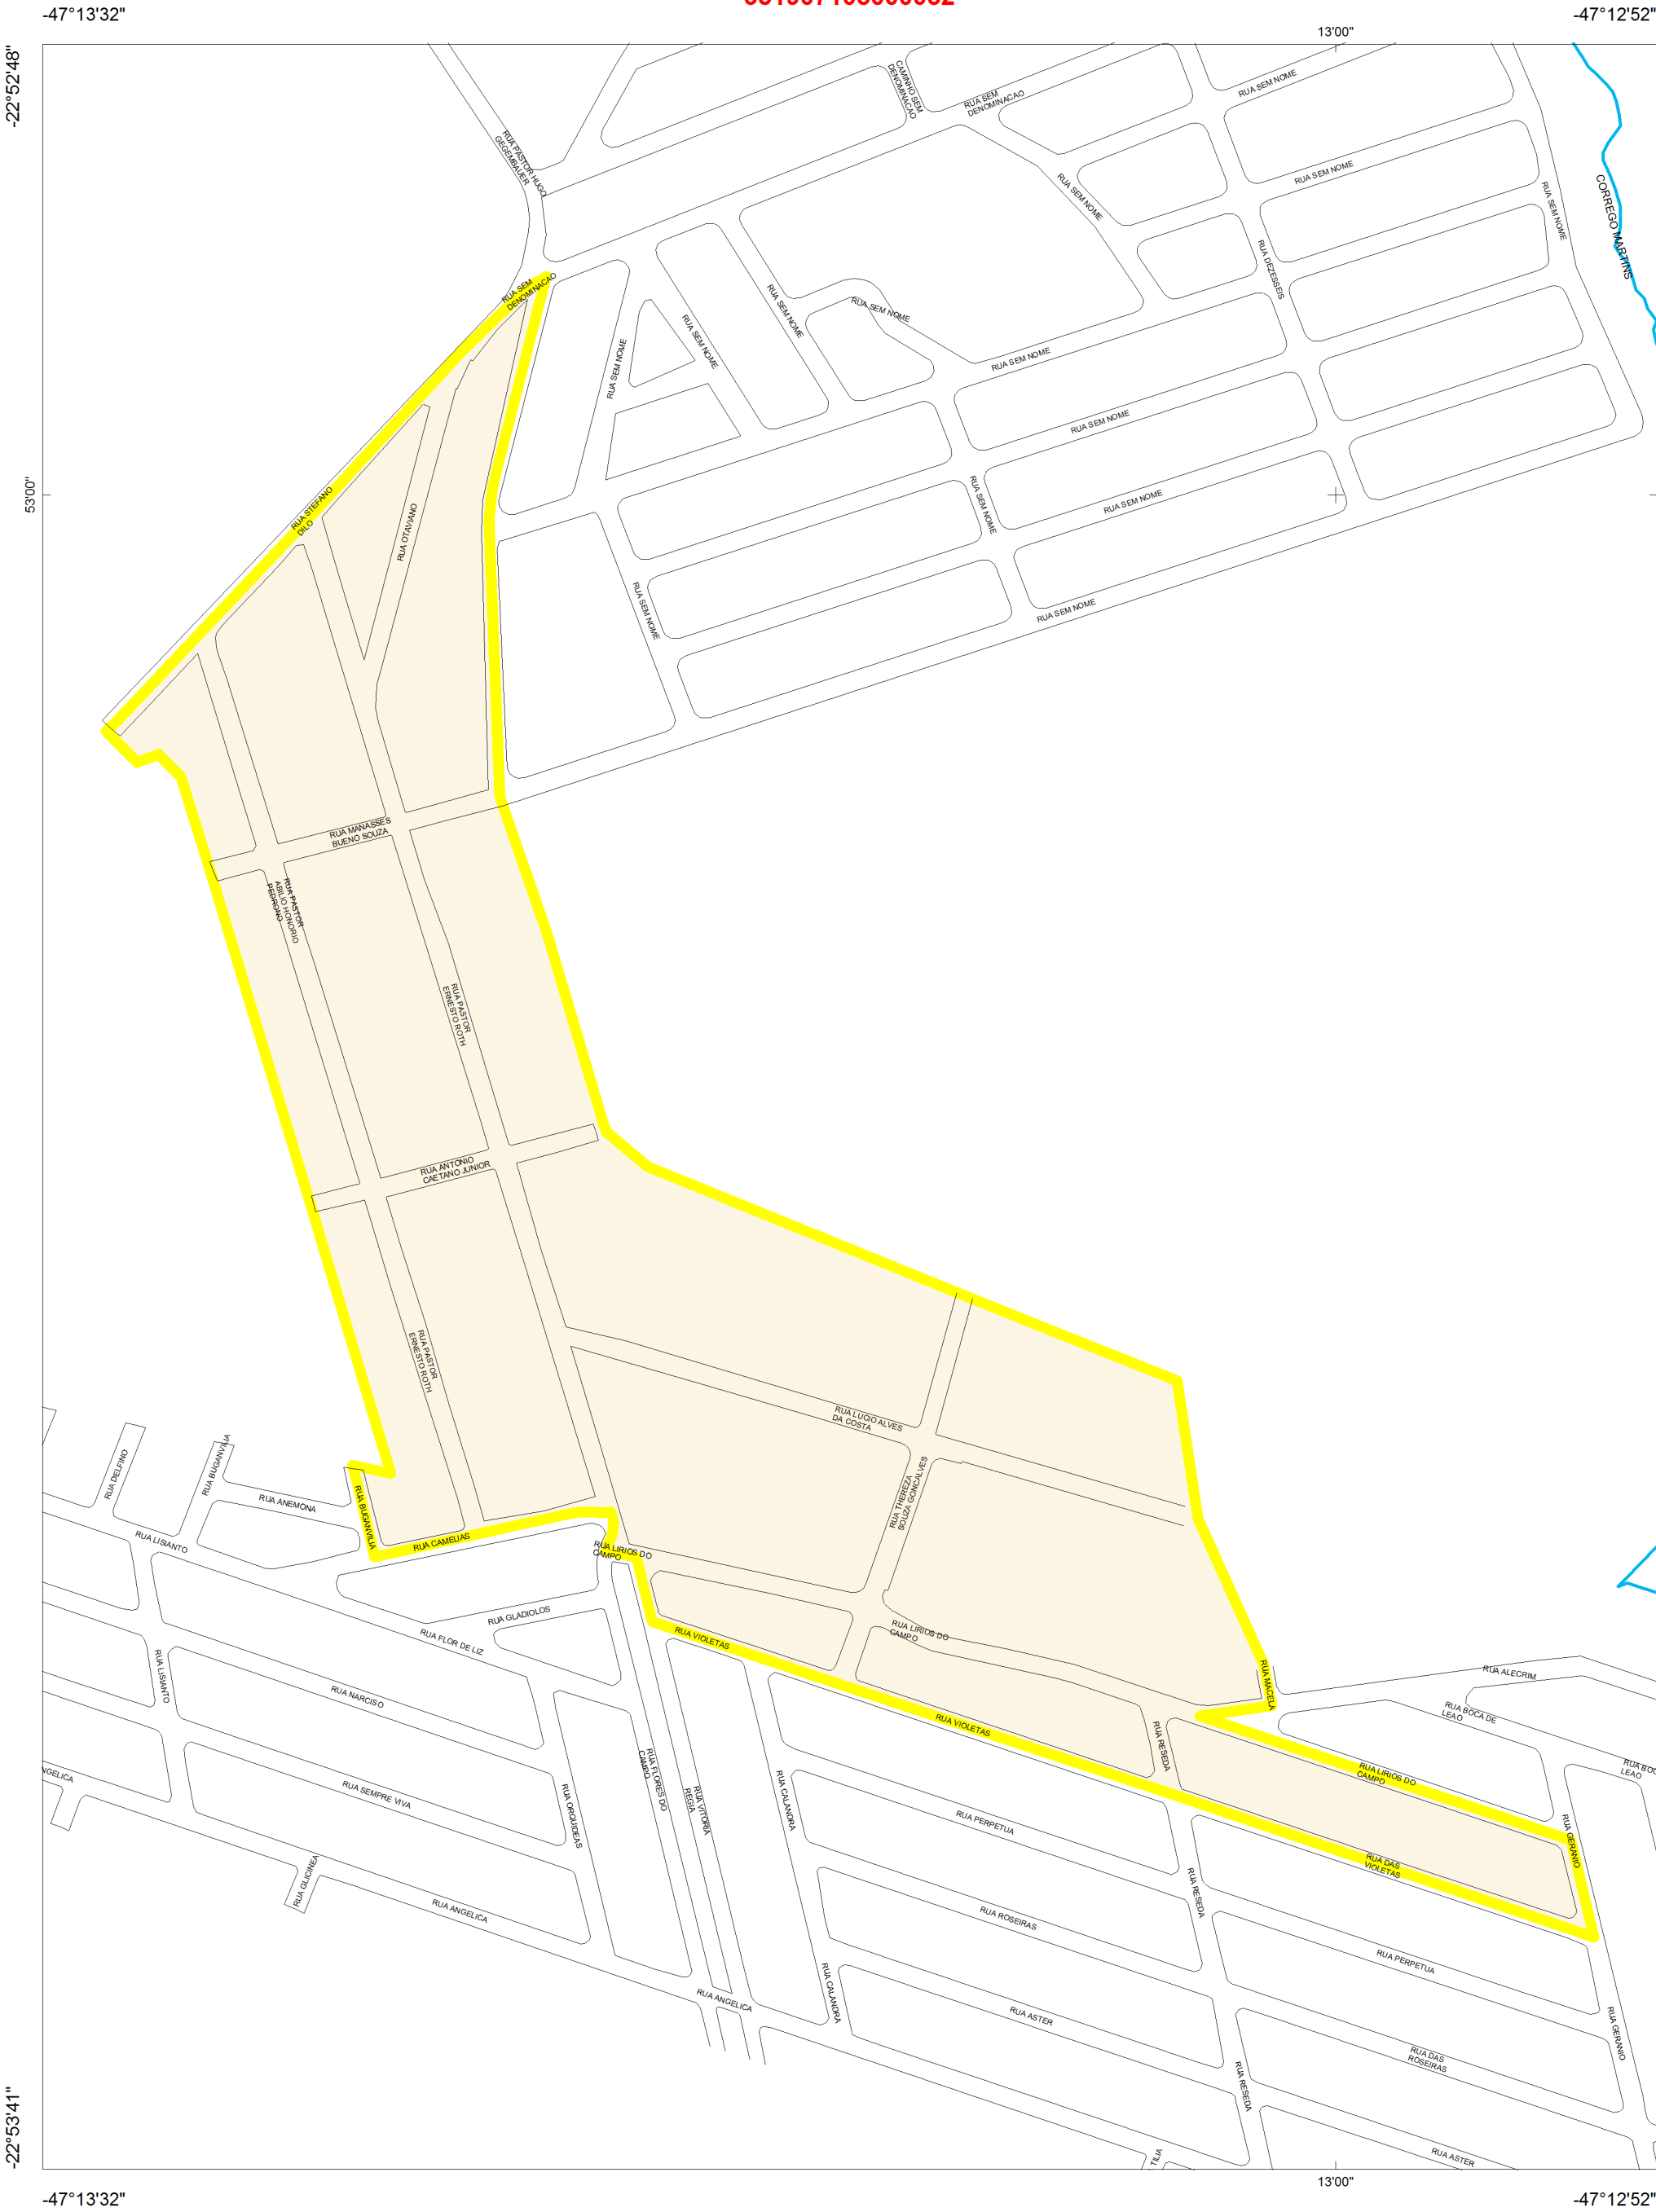 -47°13'32"
-47°12'52"
13'00"
-22°52'48"
CAMINHO SEM
DENOMINACAO
RUA SEM
DENOMINACAO
RUA SEM NOME
RUA PASTOR HUGO
GEGEMBAUER
RUA SEM NOME
RUA SEM NOME
RUA SEM NOME
CORREGO MARTINS
RUA DEZESSEIS
RUA SEM
DENOMINACAO
RUA SEM NOME
RUA SEM NOME
RUA SEM NOME
RUA SEM NOME
RUA SEM NOME
RUA SEM NOME
53'00"
RUA STEFANO
DILO
RUA OTAVIANO
RUA SEM NOME
RUA SEM NOME
RUA SEM NOME
RUA SEM NOME
RUA MANASSES
BUENO SOUZA
RUA PASTOR
ABILIO HONORIO
PEDRONO
RUA PASTOR
ERNESTO ROTH
RUA ANTONIO
CAETANO JUNIOR
RUA PASTOR
ERNESTO ROTH
RUA LUCIO ALVES
DA COSTA
RUA THEREZA
SOUZA GONCALVES
RUA DELFINO
RUA BUGANVILIA
RUA ANEMONA
RUA BUGANVILIA
RUA LISIANTO
RUA CAMELIAS
RUA LIRIOS DO
CAMPO
RUA GLADIOLOS
RUA FLOR DE LIZ
RUA VIOLETAS
RUA LIRIOS DO
CAMPO
RUA MACELA
RUA ALECRIM
RUA LISIANTO
RUA NARCISO
RUA BOCA DE
LEAO
RUA VIOLETAS
RUA RESEDA
RUA FLORES DO
CAMPO
RUA VITORIA
REGIA
RUA CALANDRA
RUA LIRIOS DO
CAMPO
RUA BOC
LEAO
NGELICA
RUA SEMPRE VIVA
RUA ORQUIDEAS
RUA PERPETUA
RUA GERANIO
RUA DAS
VIOLETAS
RUA GLICINEA
RUA ANGELICA
RUA RESEDA
RUA ROSEIRAS
RUA PERPETUA
RUA CALANDRA
RUA ANGELICA
RUA ASTER
RUA GERANIO
RUA DAS
ROSEIRAS
RUA RESEDA
TILIA
RUA ASTER
-22°53'41"
13'00"
-47°13'32"
-47°12'52"